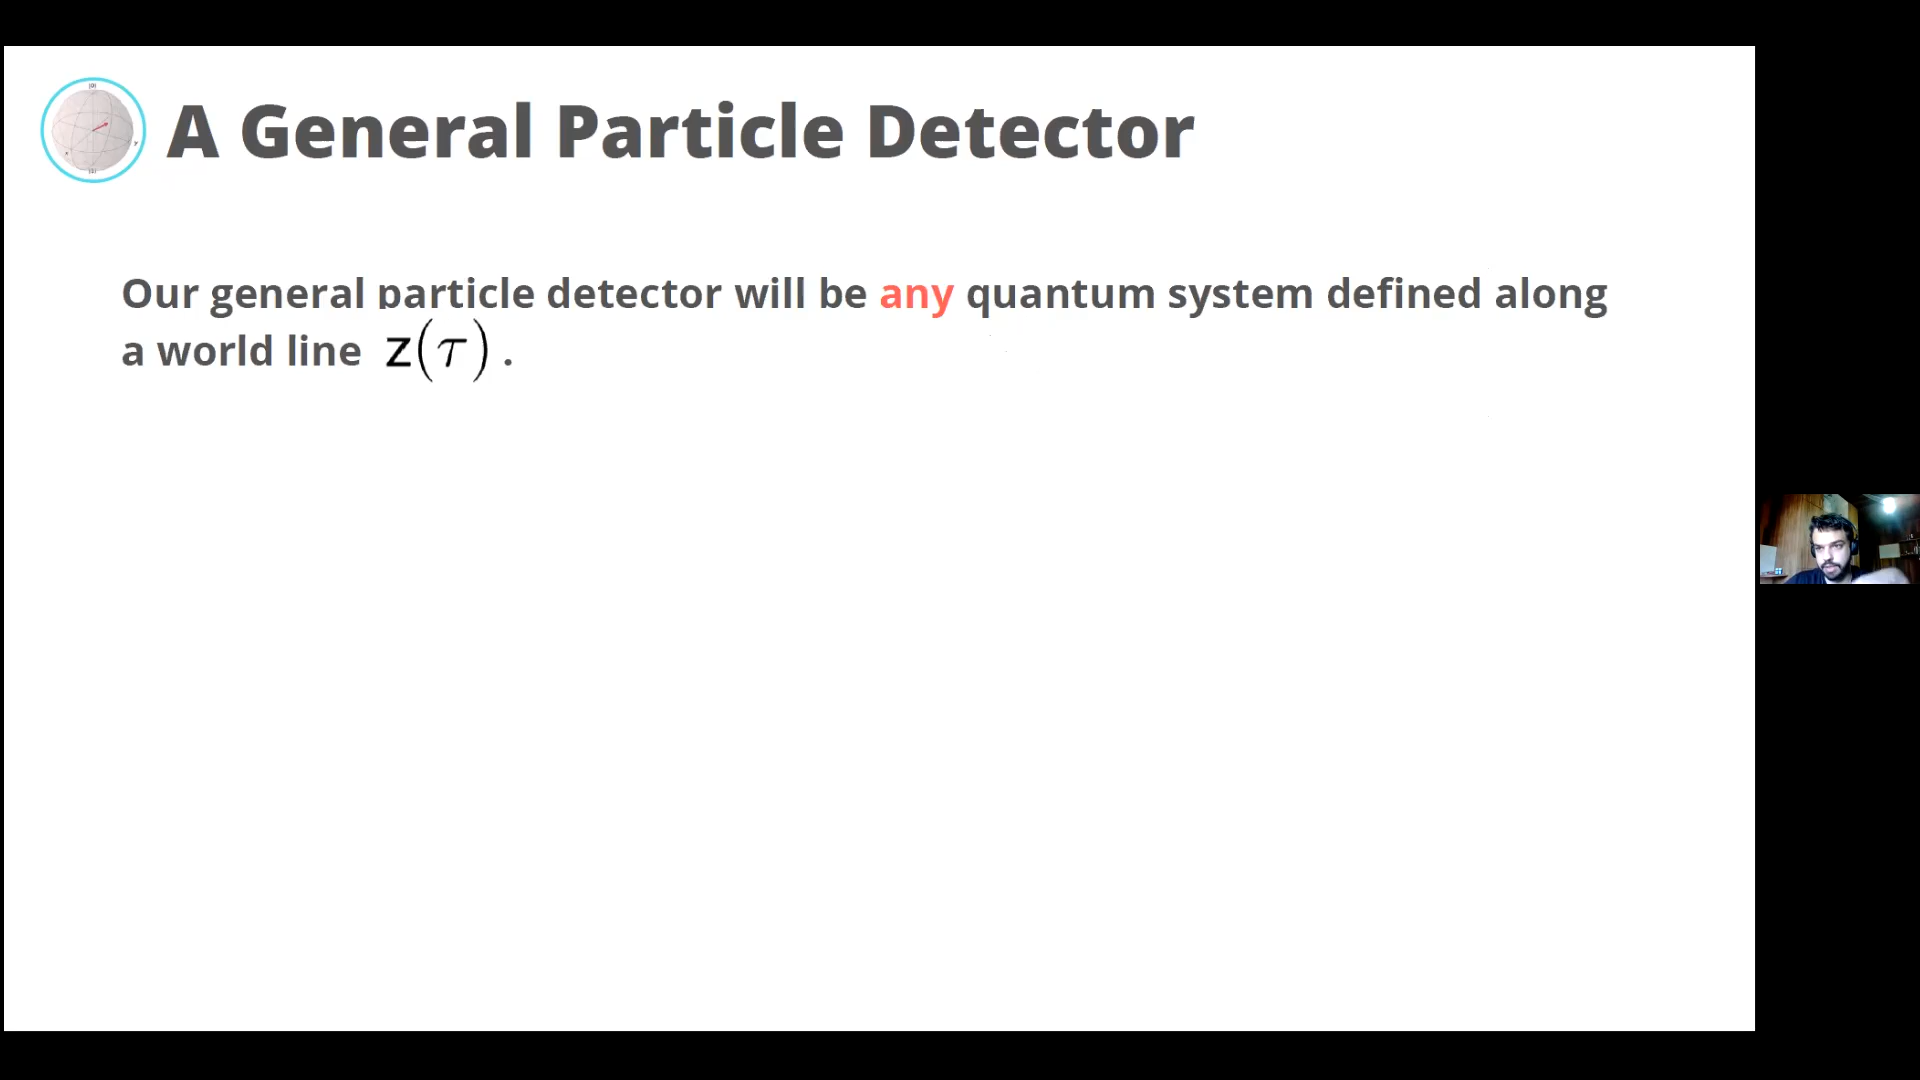 A General Particle Detector
Our general particle detector will be any quantum system defined along
a world line z(τ) .